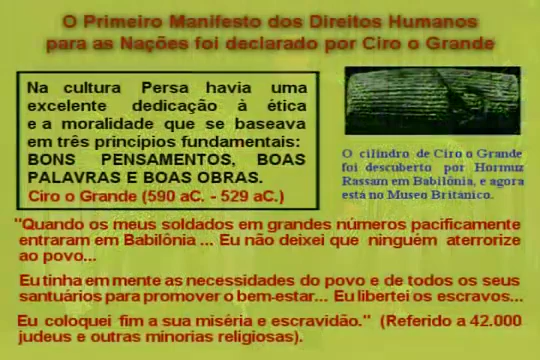 O Primeiro Manifesto dos Direitos Humanos
para as Nações foi declarado por Ciro o Grande
Na cultura Persa havia uma
excelente dedicação à ética
e a moralidade que se baseava
em três princípios fundamentais:
BONS PENSAMENTOS, BOAS
PALAVRAS E BOAS OBRAS.
Ciro o Grande (590 aC. - 529 aC.)
O cilindro de Ciro o Grande
foi descuberto por Hormuz
Rassam em Babilônia, e agora
está no Museo Britanico.
"Quando os meus soldados em grandes números pacificamente
entraram em Babilônia ... Eu não deixei que ninguém aterrorize
ao povo...
Eu tinha em mente as necessidades do povo e de todos os seus
santuários para promover o bem-estar... Eu libertei os escravos...
Eu coloquei fim a sua miséria e escravidão." (Referido a 42.000
judeus e outras minorias religiosas).